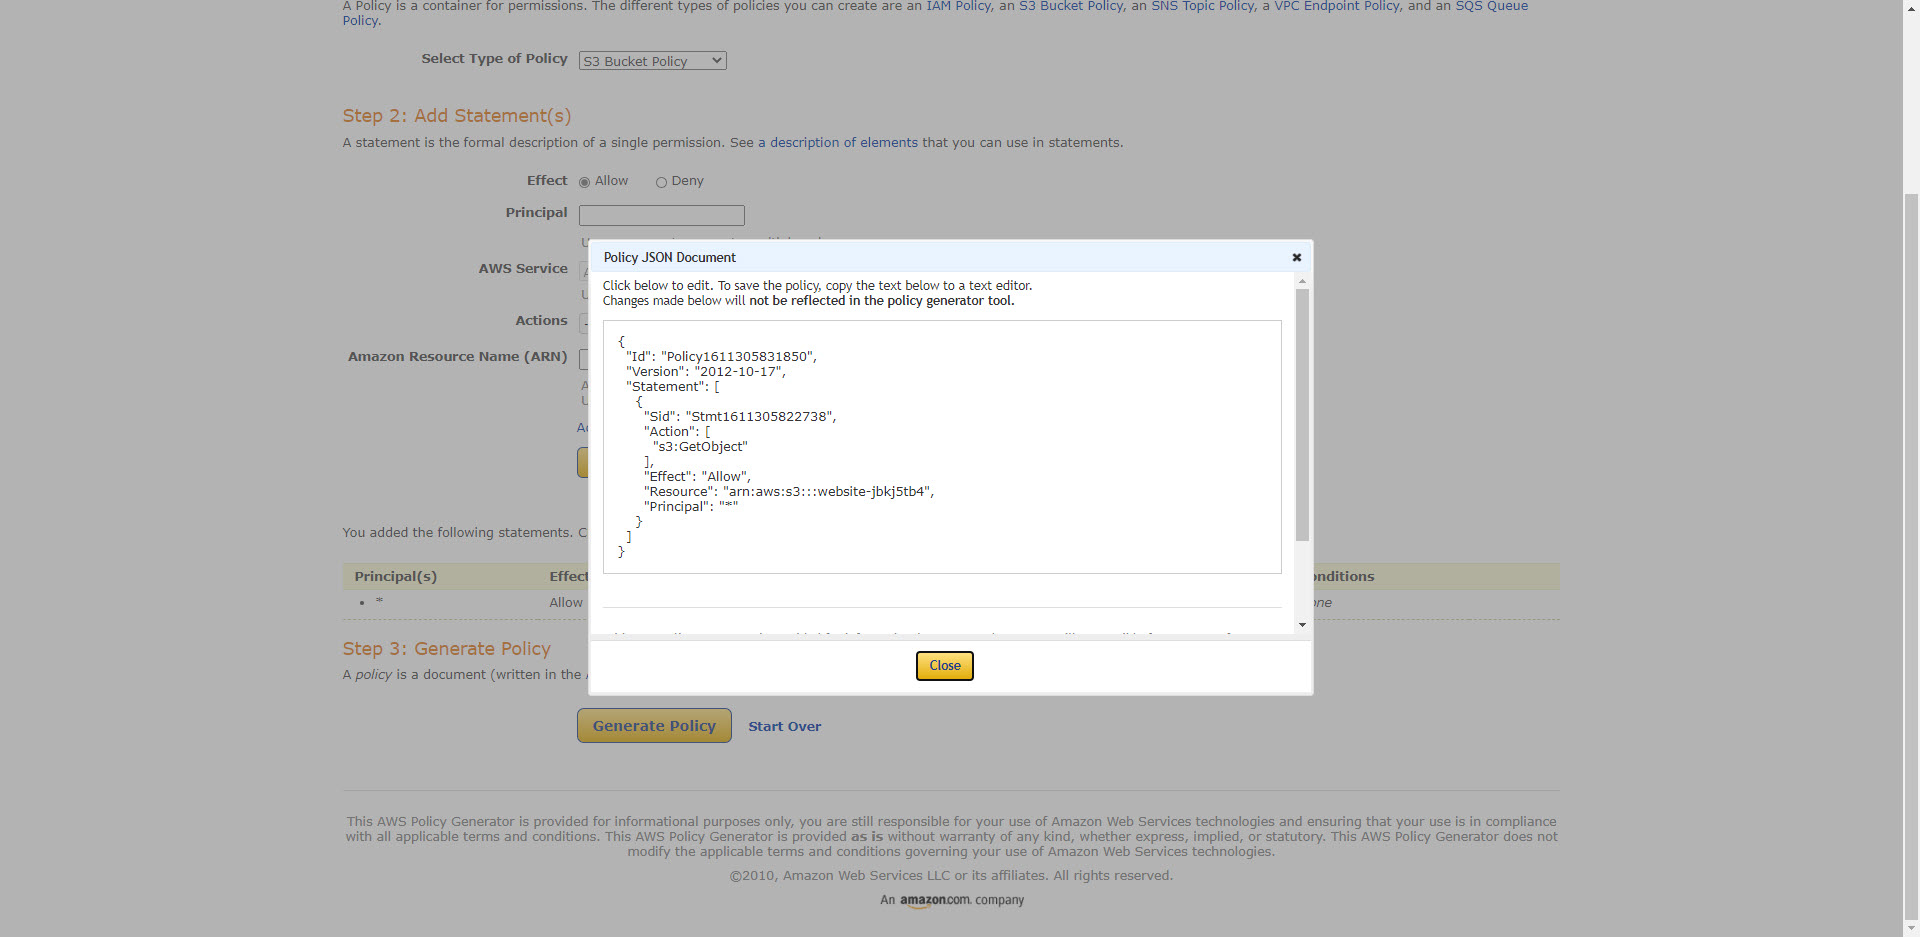 A Policy is a container for permissions. The different types of policies you can create are an IAM Policy, an S3 Bucket Policy, an SNS Topic Policy, a VPC Endpoint Policy, and an SQS Queue
Policy.
Select Type of Policy S3 Bucket Policy
Step 2: Add Statement(s)
A statement is the formal description of a single permission. See a description of elements that you can use in statements.
Effect Allow Deny
Principal
AWS Service
Actions
Amazon Resource Name (ARN)
Policy JSON Document
Click below to edit. To save the policy, copy the text below to a text editor.
Changes made below will not be reflected in the policy generator tool.
{
"Id": "Policy1611305831850",
"Version": "2012-10-17",
"Statement": [
{
"Sid": "Stmt1611305822738",
"Action": [
"s3:GetObject"
],
"Effect": "Allow",
"Resource": "arn:aws:s3:::website-jbkj5tb4",
"Principal": "*"
}
]
}
Close
You added the following statements. C
Principal(s) Effect onditions
• * Allow one
Step 3: Generate Policy
A policy is a document (written in the
Generate Policy Start Over
This AWS Policy Generator is provided for informational purposes only, you are still responsible for your use of Amazon Web Services technologies and ensuring that your use is in compliance
with all applicable terms and conditions. This AWS Policy Generator is provided as is without warranty of any kind, whether express, implied, or statutory. This AWS Policy Generator does not
modify the applicable terms and conditions governing your use of Amazon Web Services technologies.
©2010, Amazon Web Services LLC or its affiliates. All rights reserved.
An amazon.com. company